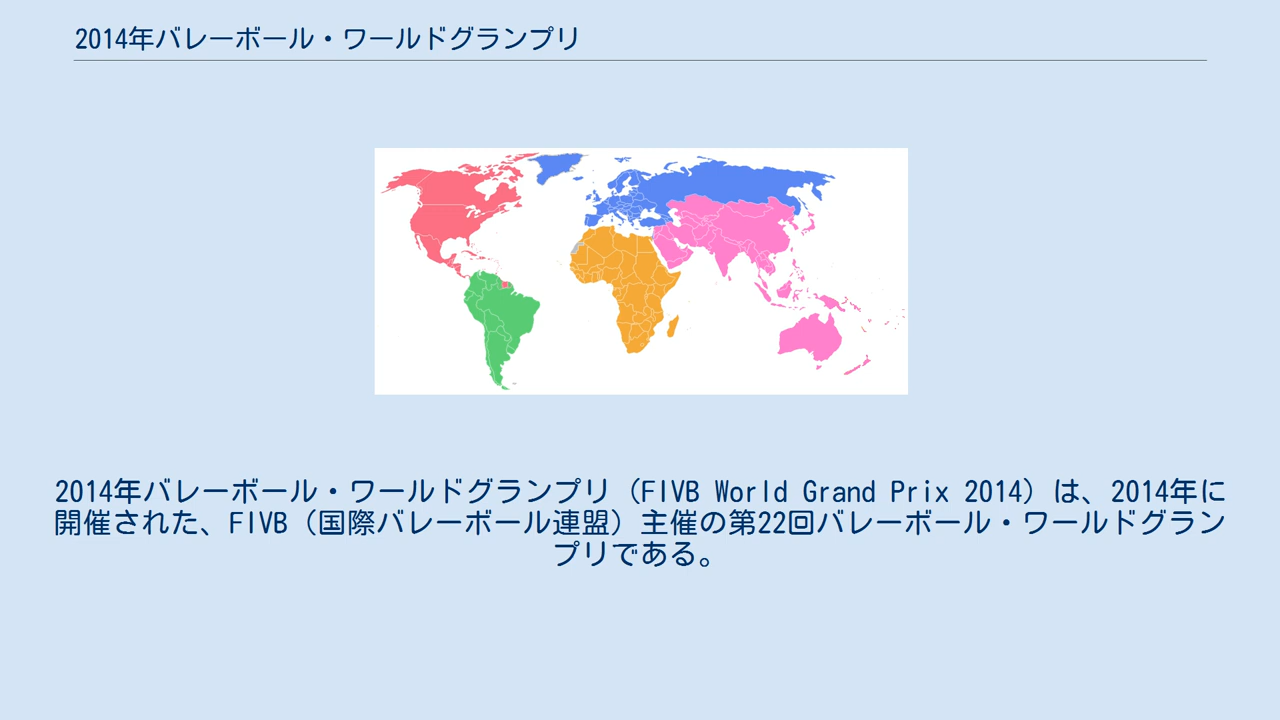 2014年バレーボール・ワールドグランプリ
2014年バレーボール・ワールドグランプリ（FIVB World Grand Prix 2014）は、2014年に
開催された、FIVB（国際バレーボール連盟）主催の第22回バレーボール・ワールドグラン
プリである。